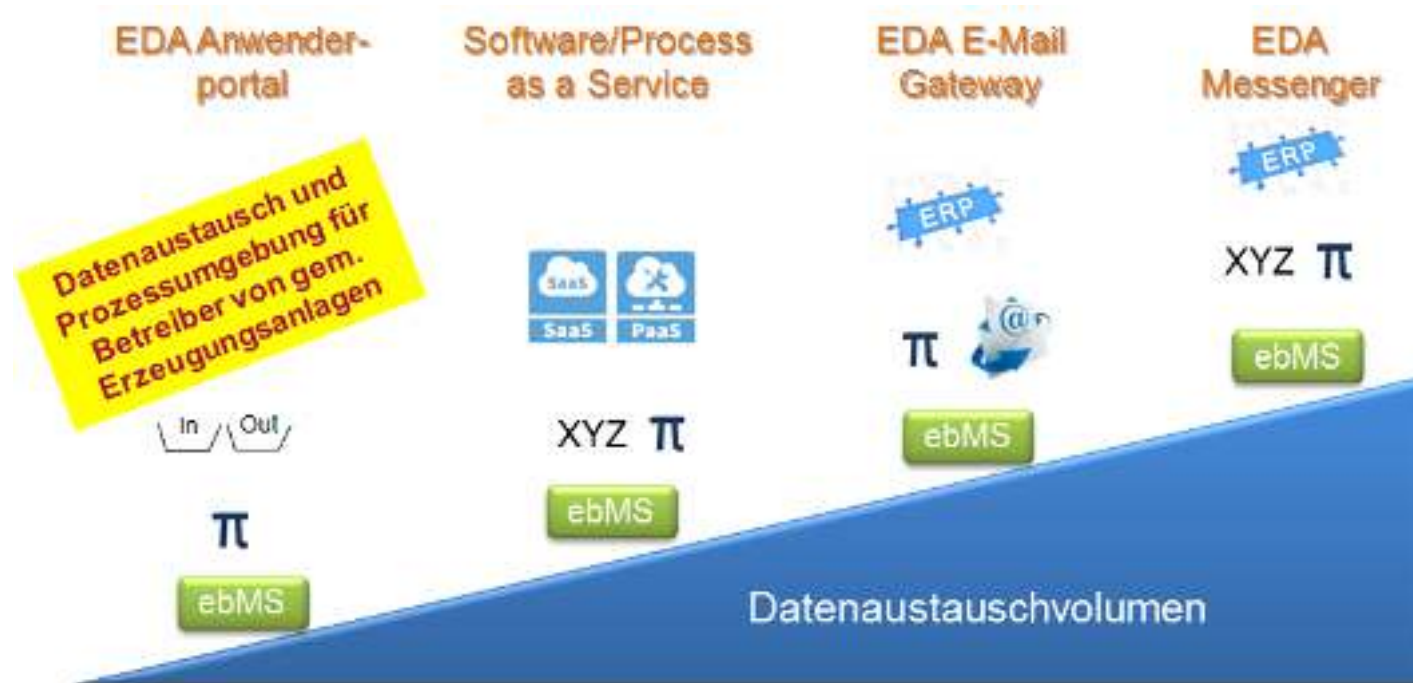 EDA Anwender-
portal
Software/Process
as a Service
EDA E-Mail
Gateway
EDA
Messenger
Datenaustausch und
Prozessumgebung für
Betreiber von gem.
Erzeugungsanlagen
In Out
π
ebMS
SaaS
SaaS PaaS
XYZ π
ebMS
ERP
π @
ebMS
ERP
XYZ π
ebMS
Datenaustauschvolumen